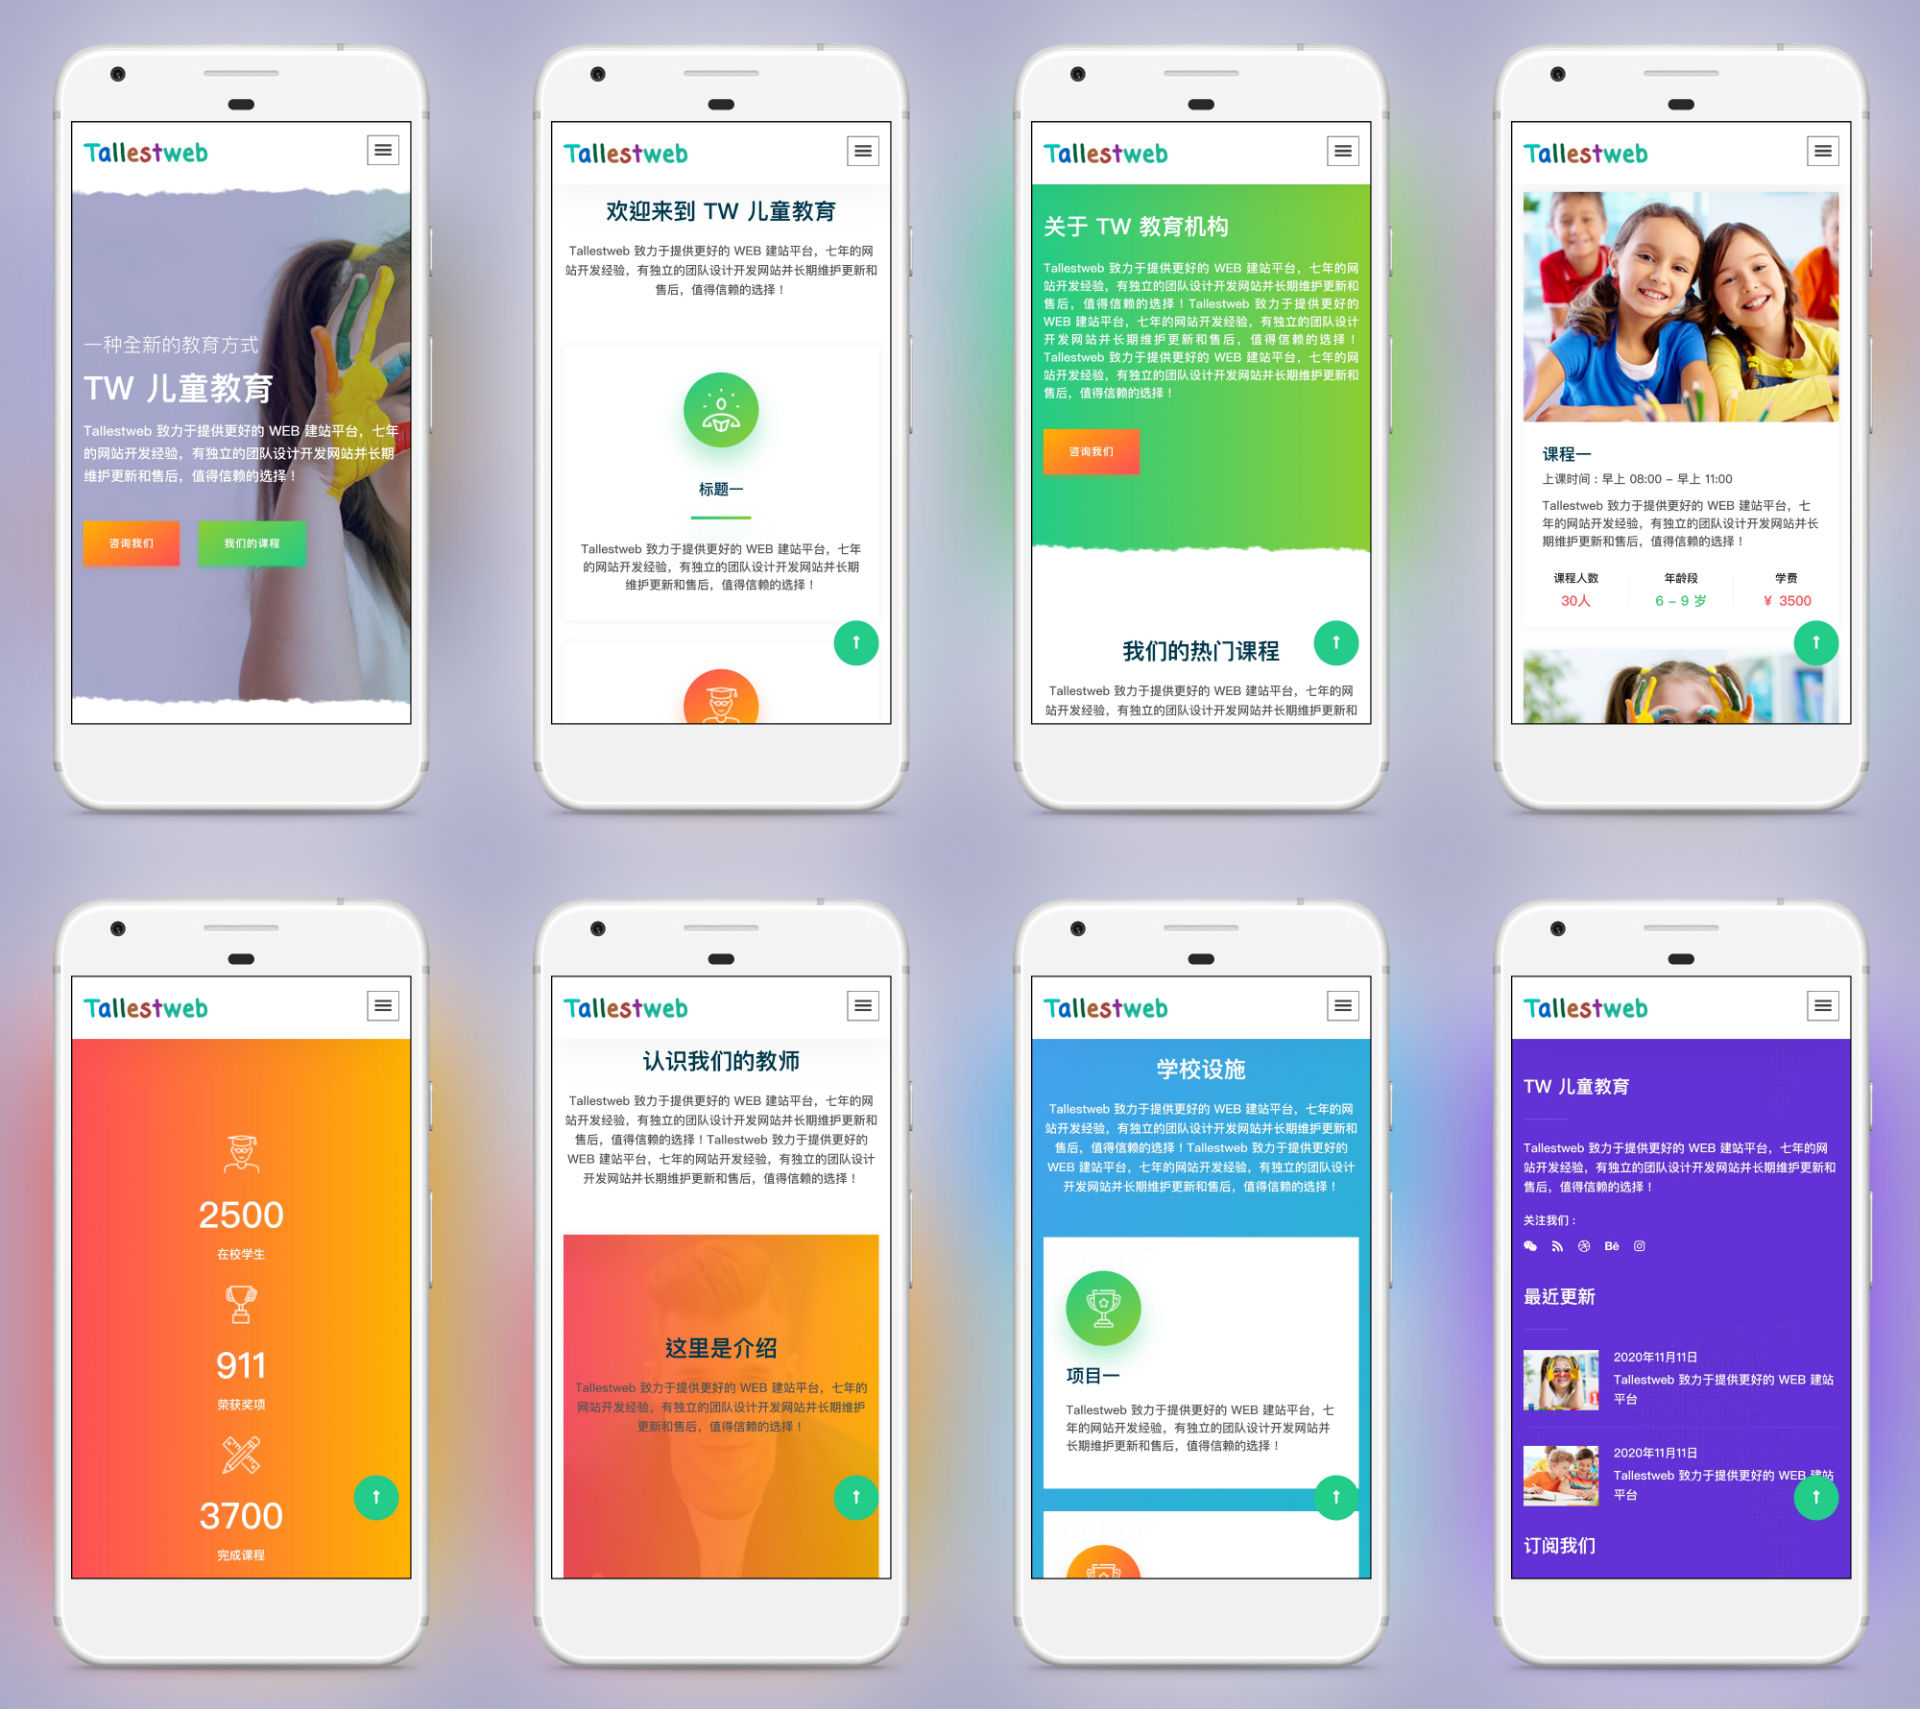 Tallestweb
一种全新的教育方式
TW 儿童教育
Tallestweb 致力于提供更好的 WEB 建站平台，七年
的网站开发经验，有独立的团队设计开发网站并长期
维护更新和售后，值得信赖的选择！
咨询我们
我们的课程
Tallestweb
欢迎来到 TW 儿童教育
Tallestweb 致力于提供更好的 WEB 建站平台，七年的网
站开发经验，有独立的团队设计开发网站并长期维护更新和
售后，值得信赖的选择！
标题一
Tallestweb 致力于提供更好的 WEB 建站平台，七年
的网站开发经验，有独立的团队设计开发网站并长期
维护更新和售后，值得信赖的选择！
Tallestweb
关于 TW 教育机构
Tallestweb 致力于提供更好的 WEB 建站平台，七年的网
站开发经验，有独立的团队设计开发网站并长期维护更新和
售后，值得信赖的选择！Tallestweb 致力于提供更好的
WEB 建站平台，七年的网站开发经验，有独立的团队设计
开发网站并长期维护更新和售后，值得信赖的选择！
Tallestweb 致力于提供更好的 WEB 建站平台，七年的网
站开发经验，有独立的团队设计开发网站并长期维护更新和
售后，值得信赖的选择！
咨询我们
我们的热门课程
Tallestweb 致力于提供更好的 WEB 建站平台，七年的网
站开发经验，有独立的团队设计开发网站并长期维护更新和
Tallestweb
课程一
上课时间：早上 08:00 – 早上 11:00
Tallestweb 致力于提供更好的 WEB 建站平台，七
年的网站开发经验，有独立的团队设计开发网站并长
期维护更新和售后，值得信赖的选择！
课程人数 年龄段 学费
30人 6 – 9 岁 ¥ 3500
Tallestweb
2500
在校学生
911
荣获奖项
3700
完成课程
Tallestweb
认识我们的教师
Tallestweb 致力于提供更好的 WEB 建站平台，七年的网
站开发经验，有独立的团队设计开发网站并长期维护更新和
售后，值得信赖的选择！Tallestweb 致力于提供更好的
WEB 建站平台，七年的网站开发经验，有独立的团队设计
开发网站并长期维护更新和售后，值得信赖的选择！
这里是介绍
Tallestweb 致力于提供更好的 WEB 建站平台，七年的
网站开发经验，有独立的团队设计开发网站并长期维护
更新和售后，值得信赖的选择！
Tallestweb
学校设施
Tallestweb 致力于提供更好的 WEB 建站平台，七年的网
站开发经验，有独立的团队设计开发网站并长期维护更新和
售后，值得信赖的选择！Tallestweb 致力于提供更好的
WEB 建站平台，七年的网站开发经验，有独立的团队设计
开发网站并长期维护更新和售后，值得信赖的选择！
项目一
Tallestweb 致力于提供更好的 WEB 建站平台，七
年的网站开发经验，有独立的团队设计开发网站并
长期维护更新和售后，值得信赖的选择！
Tallestweb
TW 儿童教育
Tallestweb 致力于提供更好的 WEB 建站平台，七年的网
站开发经验，有独立的团队设计开发网站并长期维护更新和
售后，值得信赖的选择！
关注我们：
Bē
最近更新
2020年11月11日
Tallestweb 致力于提供更好的 WEB 建站
平台
2020年11月11日
Tallestweb 致力于提供更好的 WEB 建站
平台
订阅我们